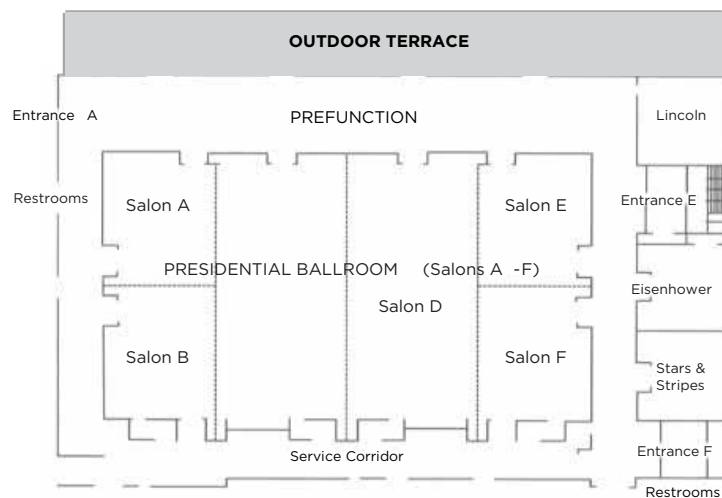 OUTDOOR TERRACE
Entrance A
PREFUNCTION
Lincoln
Restrooms
Salon A
Salon E
Entrance E
PRESIDENTIAL BALLROOM (Salons A -F)
Eisenhower
Salon D
Salon B
Salon F
Stars &
Stripes
Service Corridor
Entrance F
Restrooms